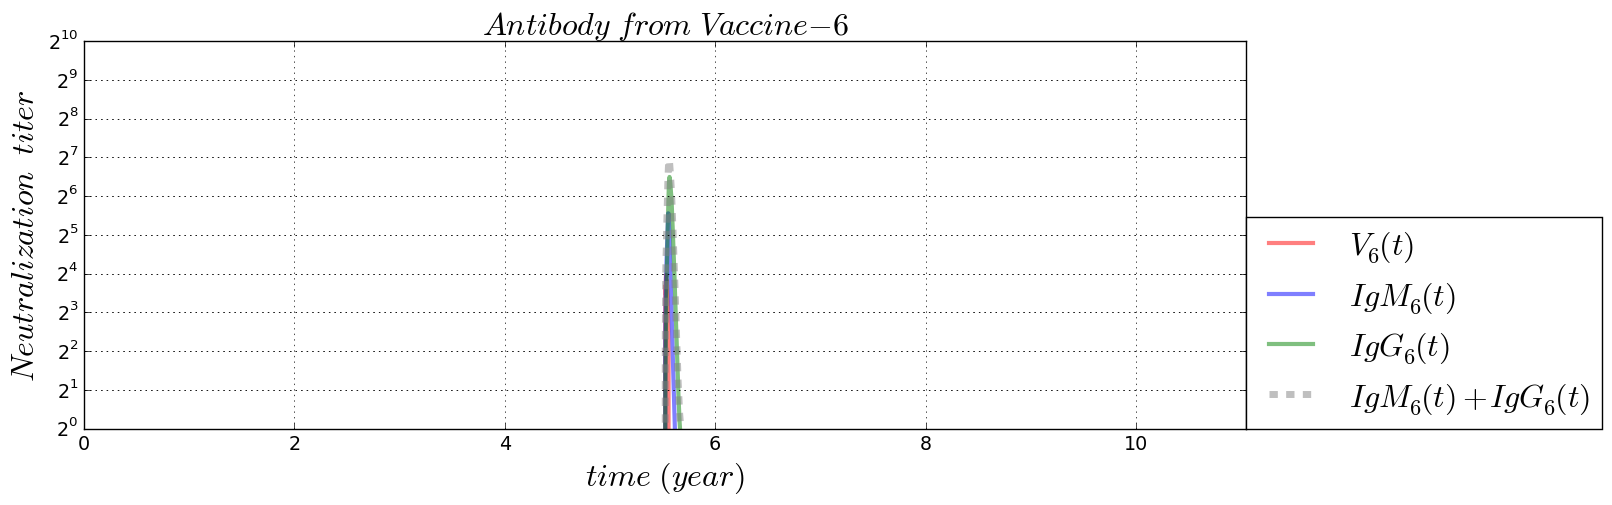 Antibody from Vaccine−6
Neutralization titer
2^10
2^9
2^8
2^7
2^6
2^5
2^4
2^3
2^2
2^1
2^0
0 2 4 6 8 10
time (year)
V_6(t)
IgM_6(t)
IgG_6(t)
IgM_6(t)+IgG_6(t)